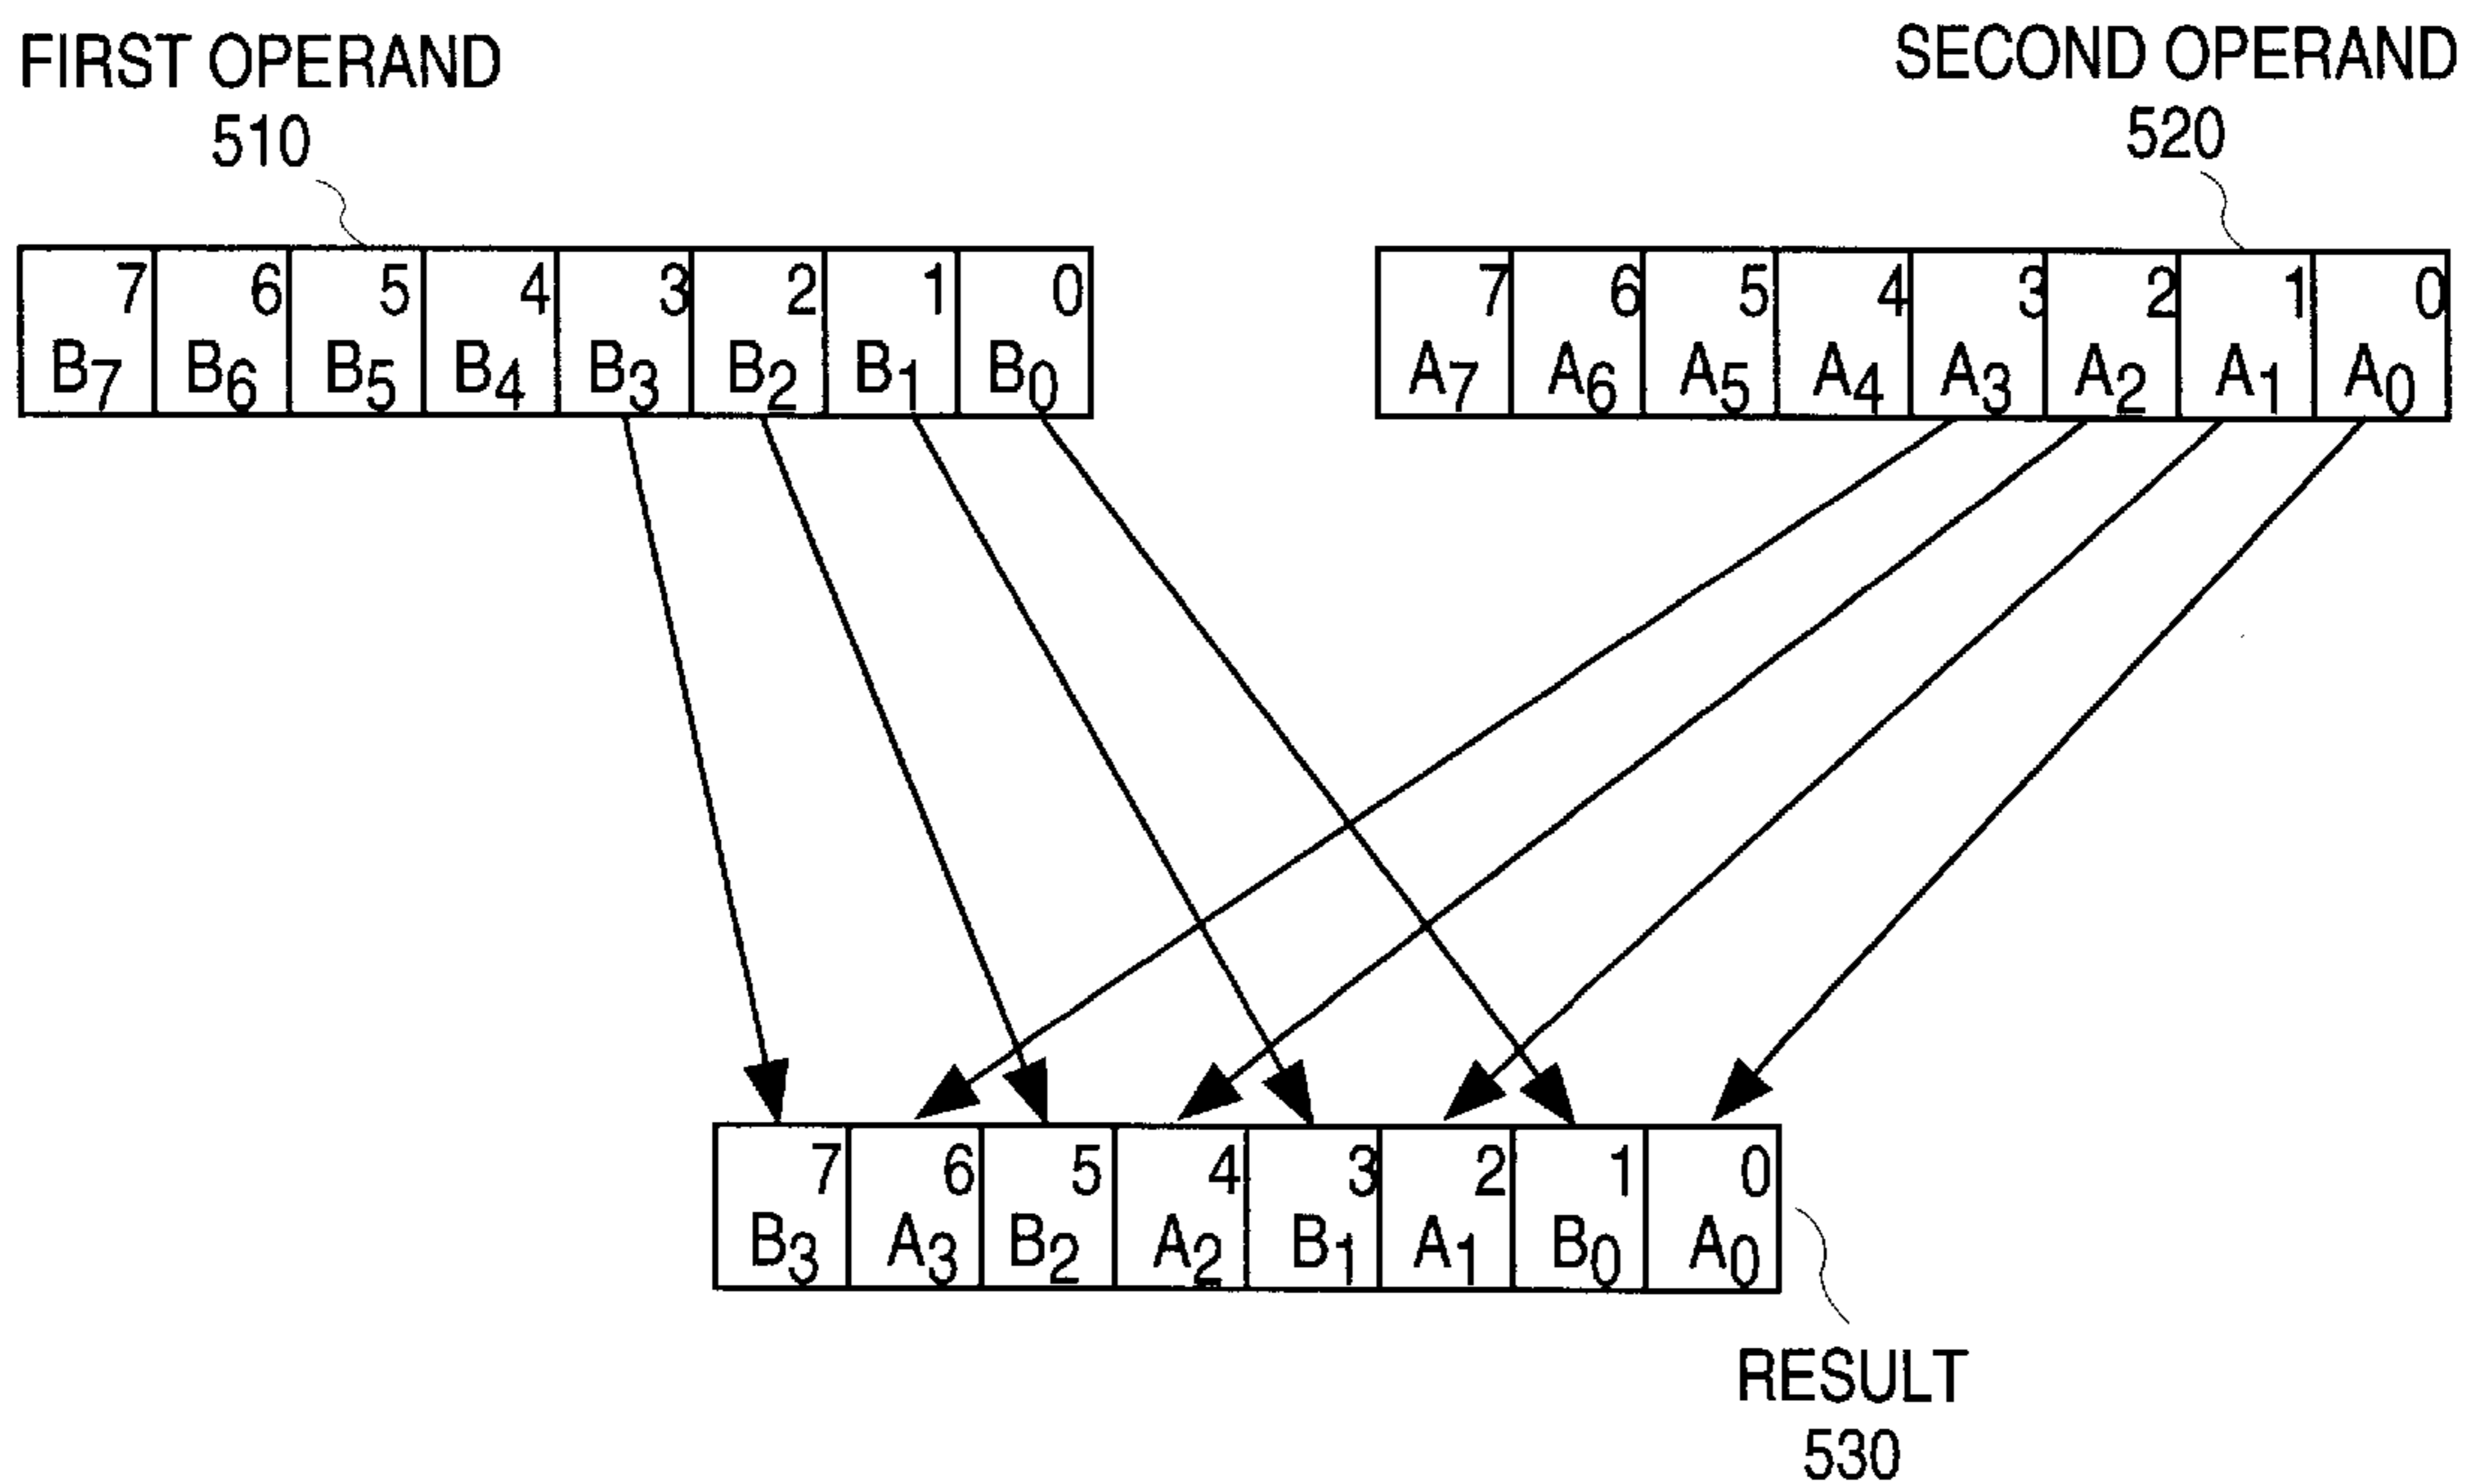 FIRST OPERAND
510
SECOND OPERAND
520
7 6 5 4 3 2 1 0
B7 B6 B5 B4 B3 B2 B1 B0
7 6 5 4 3 2 1 0
A7 A6 A5 A4 A3 A2 A1 A0
7 6 5 4 3 2 1 0
B3 A3 B2 A2 B1 A1 B0 A0
RESULT
530